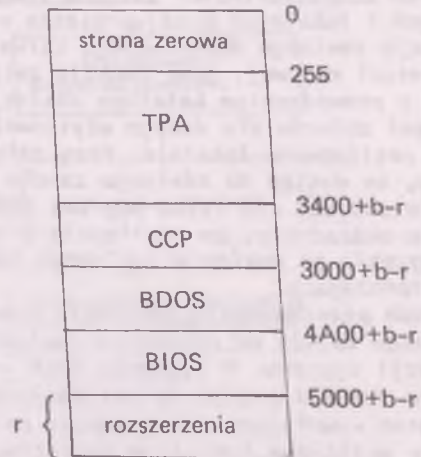 0
strona zerowa
255
TPA
3400+b-r
CCP
3000+b-r
BDOS
4A00+b-r
BIOS
5000+b-r
r { rozszerzenia